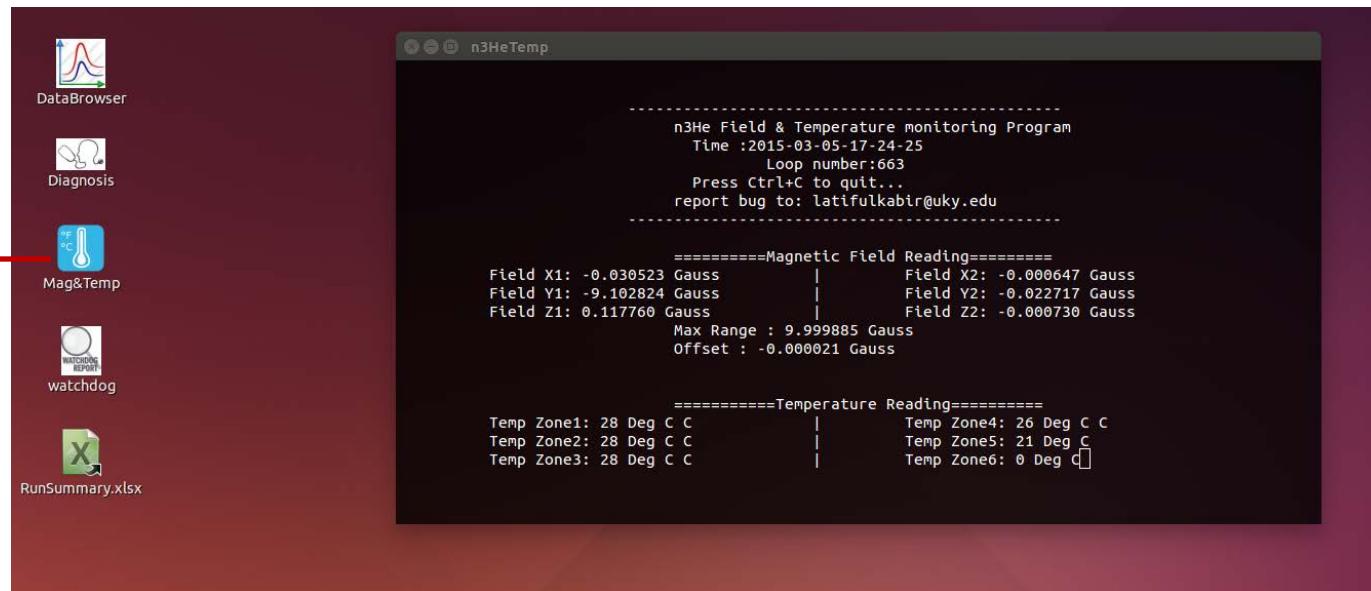 DataBrowser
Diagnosis
°F
°C
Mag&Temp
WATCHDOG
REPORT
watchdog
X
RunSummary.xlsx
n3HeTemp
-----------------------------------------------
n3He Field & Temperature monitoring Program
Time :2015-03-05-17-24-25
Loop number:663
Press Ctrl+C to quit...
report bug to: latifulkabir@uky.edu
-----------------------------------------------
==========Magnetic Field Reading=========
Field X1: -0.030523 Gauss | Field X2: -0.000647 Gauss
Field Y1: -9.102824 Gauss | Field Y2: -0.022717 Gauss
Field Z1: 0.117760 Gauss | Field Z2: -0.000730 Gauss
Max Range : 9.999885 Gauss
Offset : -0.000021 Gauss
===========Temperature Reading==========
Temp Zone1: 28 Deg C C | Temp Zone4: 26 Deg C C
Temp Zone2: 28 Deg C C | Temp Zone5: 21 Deg C
Temp Zone3: 28 Deg C C | Temp Zone6: 0 Deg C